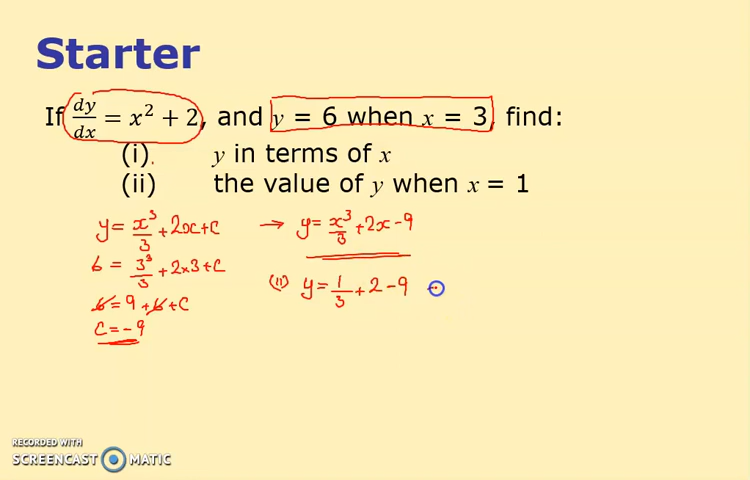 Starter
If dy/dx = x² + 2, and y = 6 when x = 3, find:
(i). y in terms of x
(ii) the value of y when x = 1
y = x³/3 + 2x + c → y = x³/3 + 2x - 9
6 = 3³/3 + 2×3 + c
(ii) y = 1/3 + 2 - 9
6 = 9 + 6 + c
c = -9
RECORDED WITH
SCREENCAST MATIC